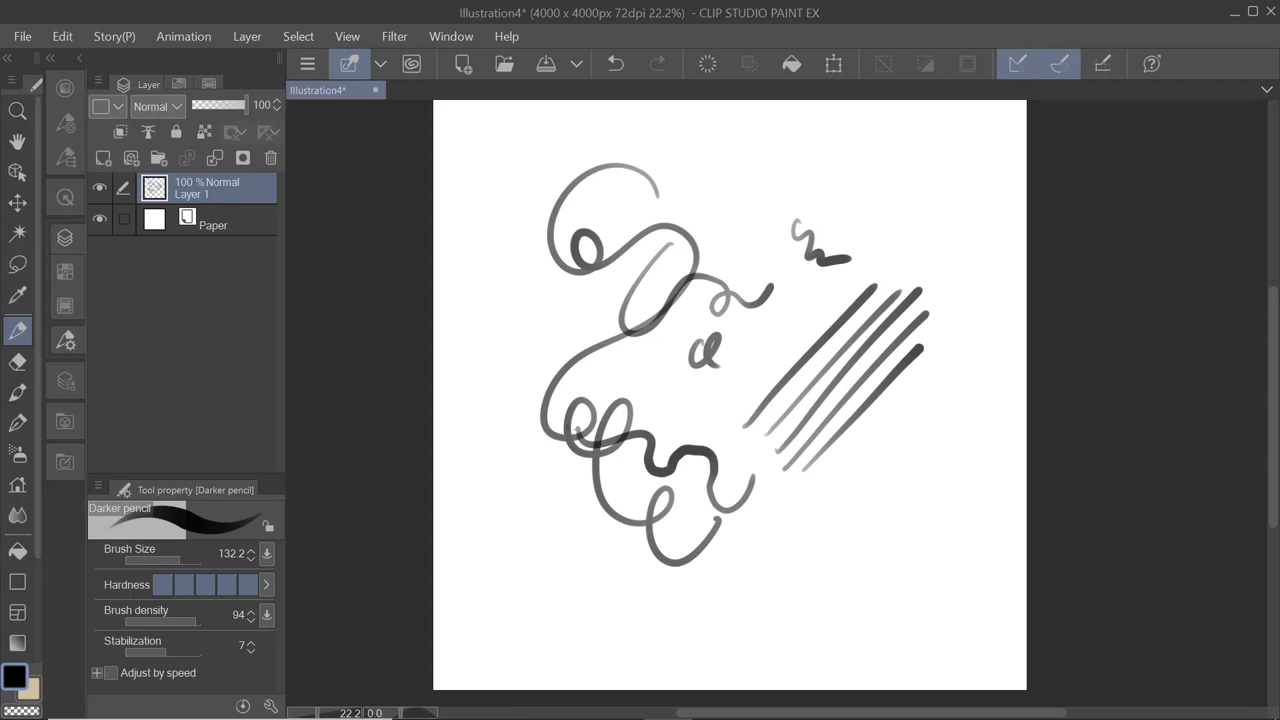 Illustration4* (4000 x 4000px 72dpi 22.2%) - CLIP STUDIO PAINT EX
File Edit Story(P) Animation Layer Select View Filter Window Help
Layer
Illustration4*
Normal 100
100 % Normal
Layer 1
Paper
Tool property [Darker pencil]
Darker pencil
Brush Size 132.2
Hardness
Brush density 94
Stabilization 7
Adjust by speed
22.2 0.0